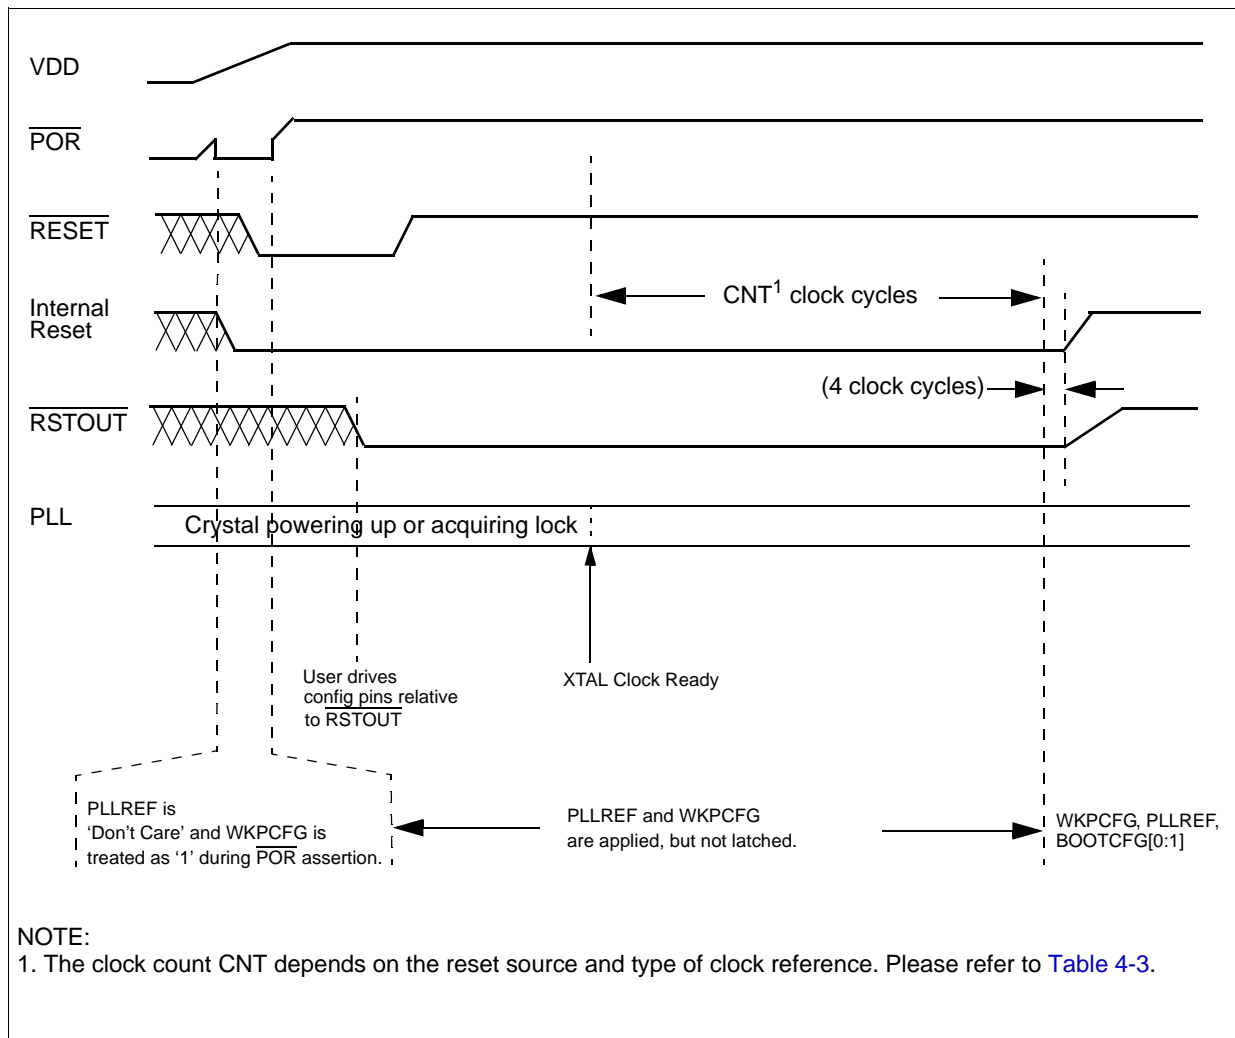 VDD
POR
RESET
CNT1 clock cycles
Internal
Reset
(4 clock cycles)
RSTOUT
PLL
Crystal powering up or acquiring lock
User drives
config pins relative
to RSTOUT
XTAL Clock Ready
PLLREF is
‘Don’t Care’ and WKPCFG is
treated as ‘1’ during POR assertion.
PLLREF and WKPCFG
are applied, but not latched.
WKPCFG, PLLREF,
BOOTCFG[0:1]
NOTE:
1. The clock count CNT depends on the reset source and type of clock reference. Please refer to Table 4-3.